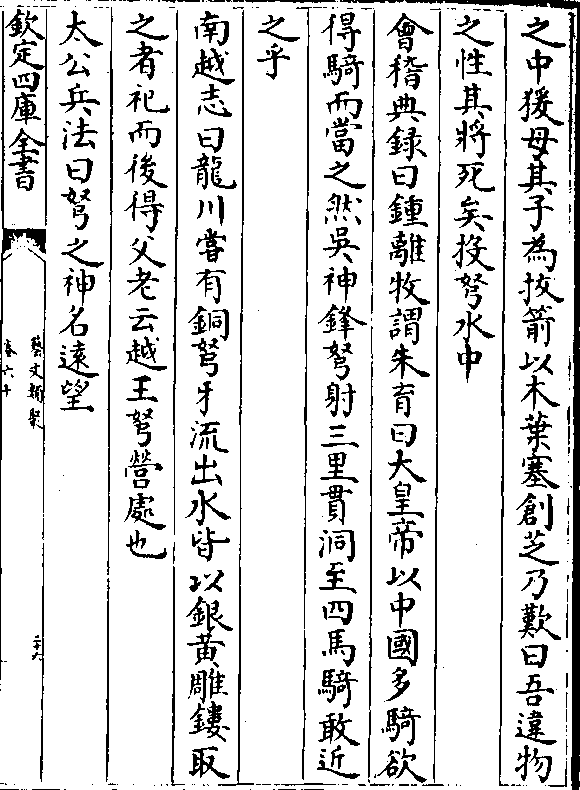 之中猨母其子為拔箭以木葉塞創芝乃歎曰吾違物
之性其將死矣投弩水中
會稽典録曰鍾離牧謂朱育曰大皇帝以中國多騎欲
得騎而當之然吳神鋒弩射三里貫洞至四馬騎敢近
之乎
南越志曰龍川嘗有銅弩牙流出水皆以銀黄雕鏤取
之者祀而後得父老云越王弩營處也
太公兵法曰弩之神名遠望
欽定四庫全書
藝文類聚
卷六十
二十六